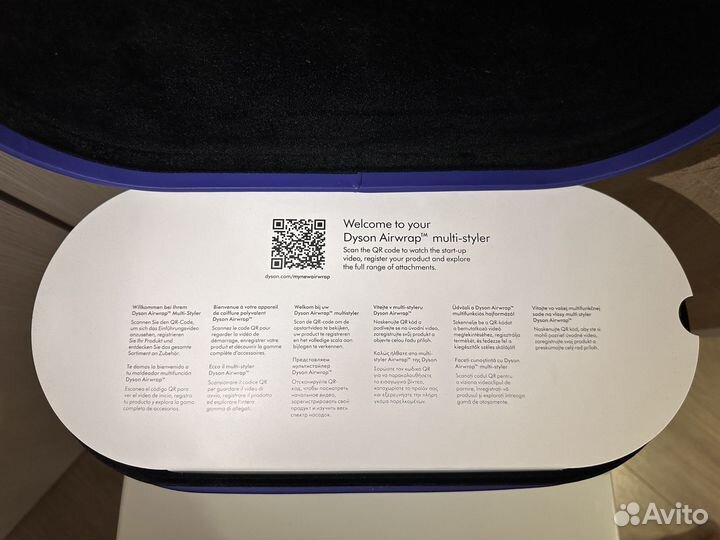 Welcome to your
Dyson Airwrap™ multi-styler
Scan the QR code to watch the start-up
video, register your product and explore
the full range of attachments.
dyson.com/mynewairwrap
Willkommen bei Ihrem
Dyson Airwrap™ Multi-Styler
Scannen Sie den QR-Code,
um sich das Einführungsvideo
anzusehen, registrieren
Sie Ihr Produkt und
entdecken Sie das gesamte
Sortiment an Zubehör.
Te damos la bienvenida a
tu moldeador multifunción
Dyson Airwrap™
Escanea el código QR para
ver el vídeo de inicio, registra
tu producto y explora la gama
completa de accesorios.
Bienvenue à votre appareil
de coiffure polyvalent
Dyson Airwrap™
Scannez le code QR pour
regarder la vidéo de
démarrage, enregistrer votre
produit et découvrir la gamme
complète d'accessoires.
Ecco il multi-styler
Dyson Airwrap™
Scansionare il codice QR
per guardare il video di
avvio, registrare il prodotto
ed esplorare l'intera
gamma di allegati.
Welkom bij uw
Dyson Airwrap™ multistyler
Scan de QR-code om de
opstartvideo te bekijken,
uw product te registreren
en het volledige scala aan
bijlagen te bekijken.
Представляем
мультистайлер
Dyson Airwrap™
Отсканируйте QR-
код, чтобы посмотреть
начальное видео,
зарегистрировать свой
продукт и изучить весь
спектр насадок.
Vítejte v multi-styleru
Dyson Airwrap™
Naskenujte QR kód a
podívejte se na úvodní video,
zaregistrujte svůj produkt a
objevte celou řadu příloh.
Καλώς ήλθατε στο multi-
styler Dyson Airwrap™ της Dyson
Σαρώστε τον κωδικό QR
για να παρακολουθήσετε
το εισαγωγικό βίντεο,
καταχωρίστε το προϊόν σας
και εξερευνήστε την πλήρη
γκάμα παρελκομένων.
Üdvözli a Dyson Airwrap™
multifunkciós hajformázó!
Szkennelje be a QR-kódot
a bemutatkozó videó
megtekintéséhez, regisztrálja
termékét, és fedezze fel a
kiegészítők széles skáláját!
Faceți cunoștință cu Dyson
Airwrap™ multi-styler
Scanați codul QR pentru
a viziona videoclipul de
pornire, înregistrați-vă
produsul și explorați întreaga
gamă de atașamente.
Vitajte vo vašej multifunkčnej
sade na vlasy multi-styler
Dyson Airwrap™
Naskenujte QR kód, aby ste si
mohli pozrieť úvodné video,
zaregistrujte svoj produkt a
preskúmajte celý rad príloh.
Avito